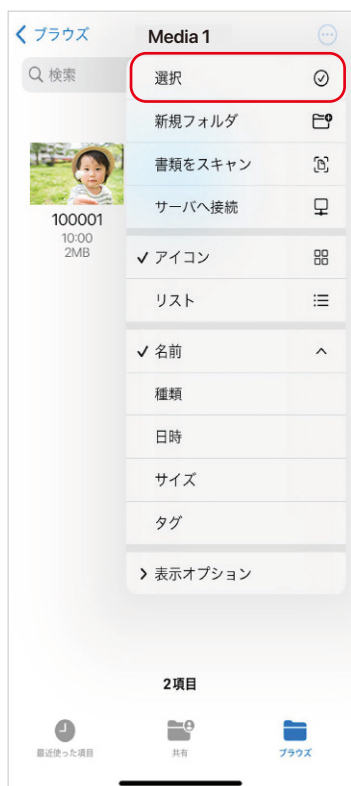 ブラウズ
Media 1
検索
選択
新規フォルダ
書類をスキャン
サーバへ接続
100001
10:00
2MB
アイコン
リスト
名前
種類
日時
サイズ
タグ
表示オプション
2項目
最近使った項目
共有
ブラウズ